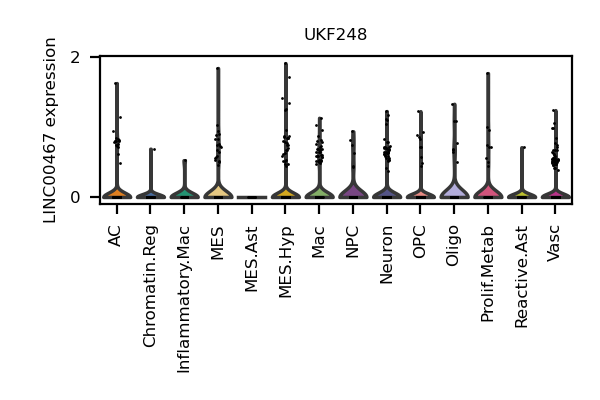 UKF248
LINC00467 expression
2
0
AC
Chromatin.Reg
Inflammatory.Mac
MES
MES.Ast
MES.Hyp
Mac
NPC
Neuron
OPC
Oligo
Prolif.Metab
Reactive.Ast
Vasc